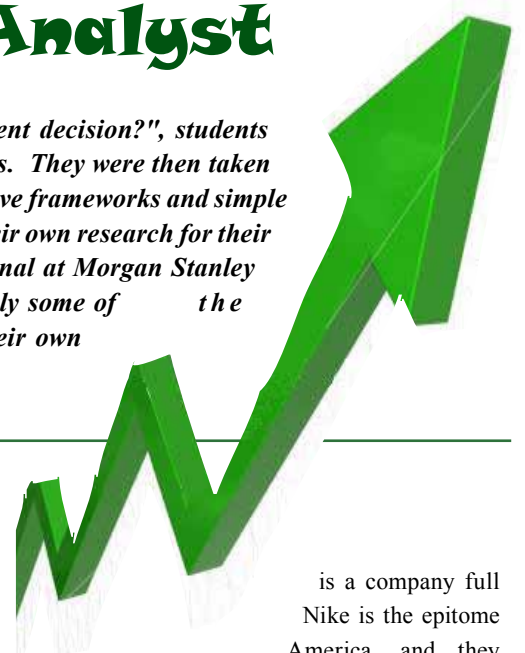 Analyst
ent decision?", students
s. They were then taken
ve frameworks and simple
ir own research for their
nal at Morgan Stanley
ly some of the
eir own
is a company full
Nike is the epitome
America, and they